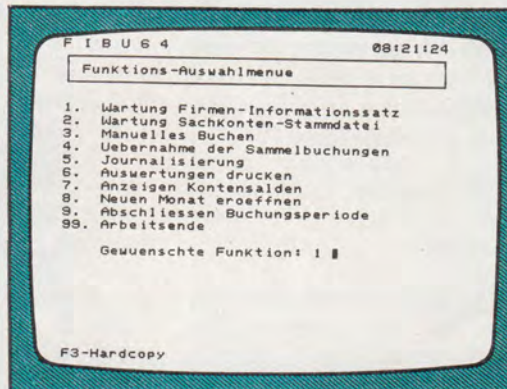 F I B U 6 4 08:21:24
Funktions-Auswahlmenue
1. Wartung Firmen-Informationssatz
2. Wartung Sachkonten-Stammdatei
3. Manuelles Buchen
4. Uebernahme der Sammelbuchungen
5. Journalisierung
6. Auswertungen drucken
7. Anzeigen Kontensalden
8. Neuen Monat eroeffnen
9. Abschliessen Buchungsperiode
99. Arbeitsende
Gewuenschte Funktion: 1
F3-Hardcopy